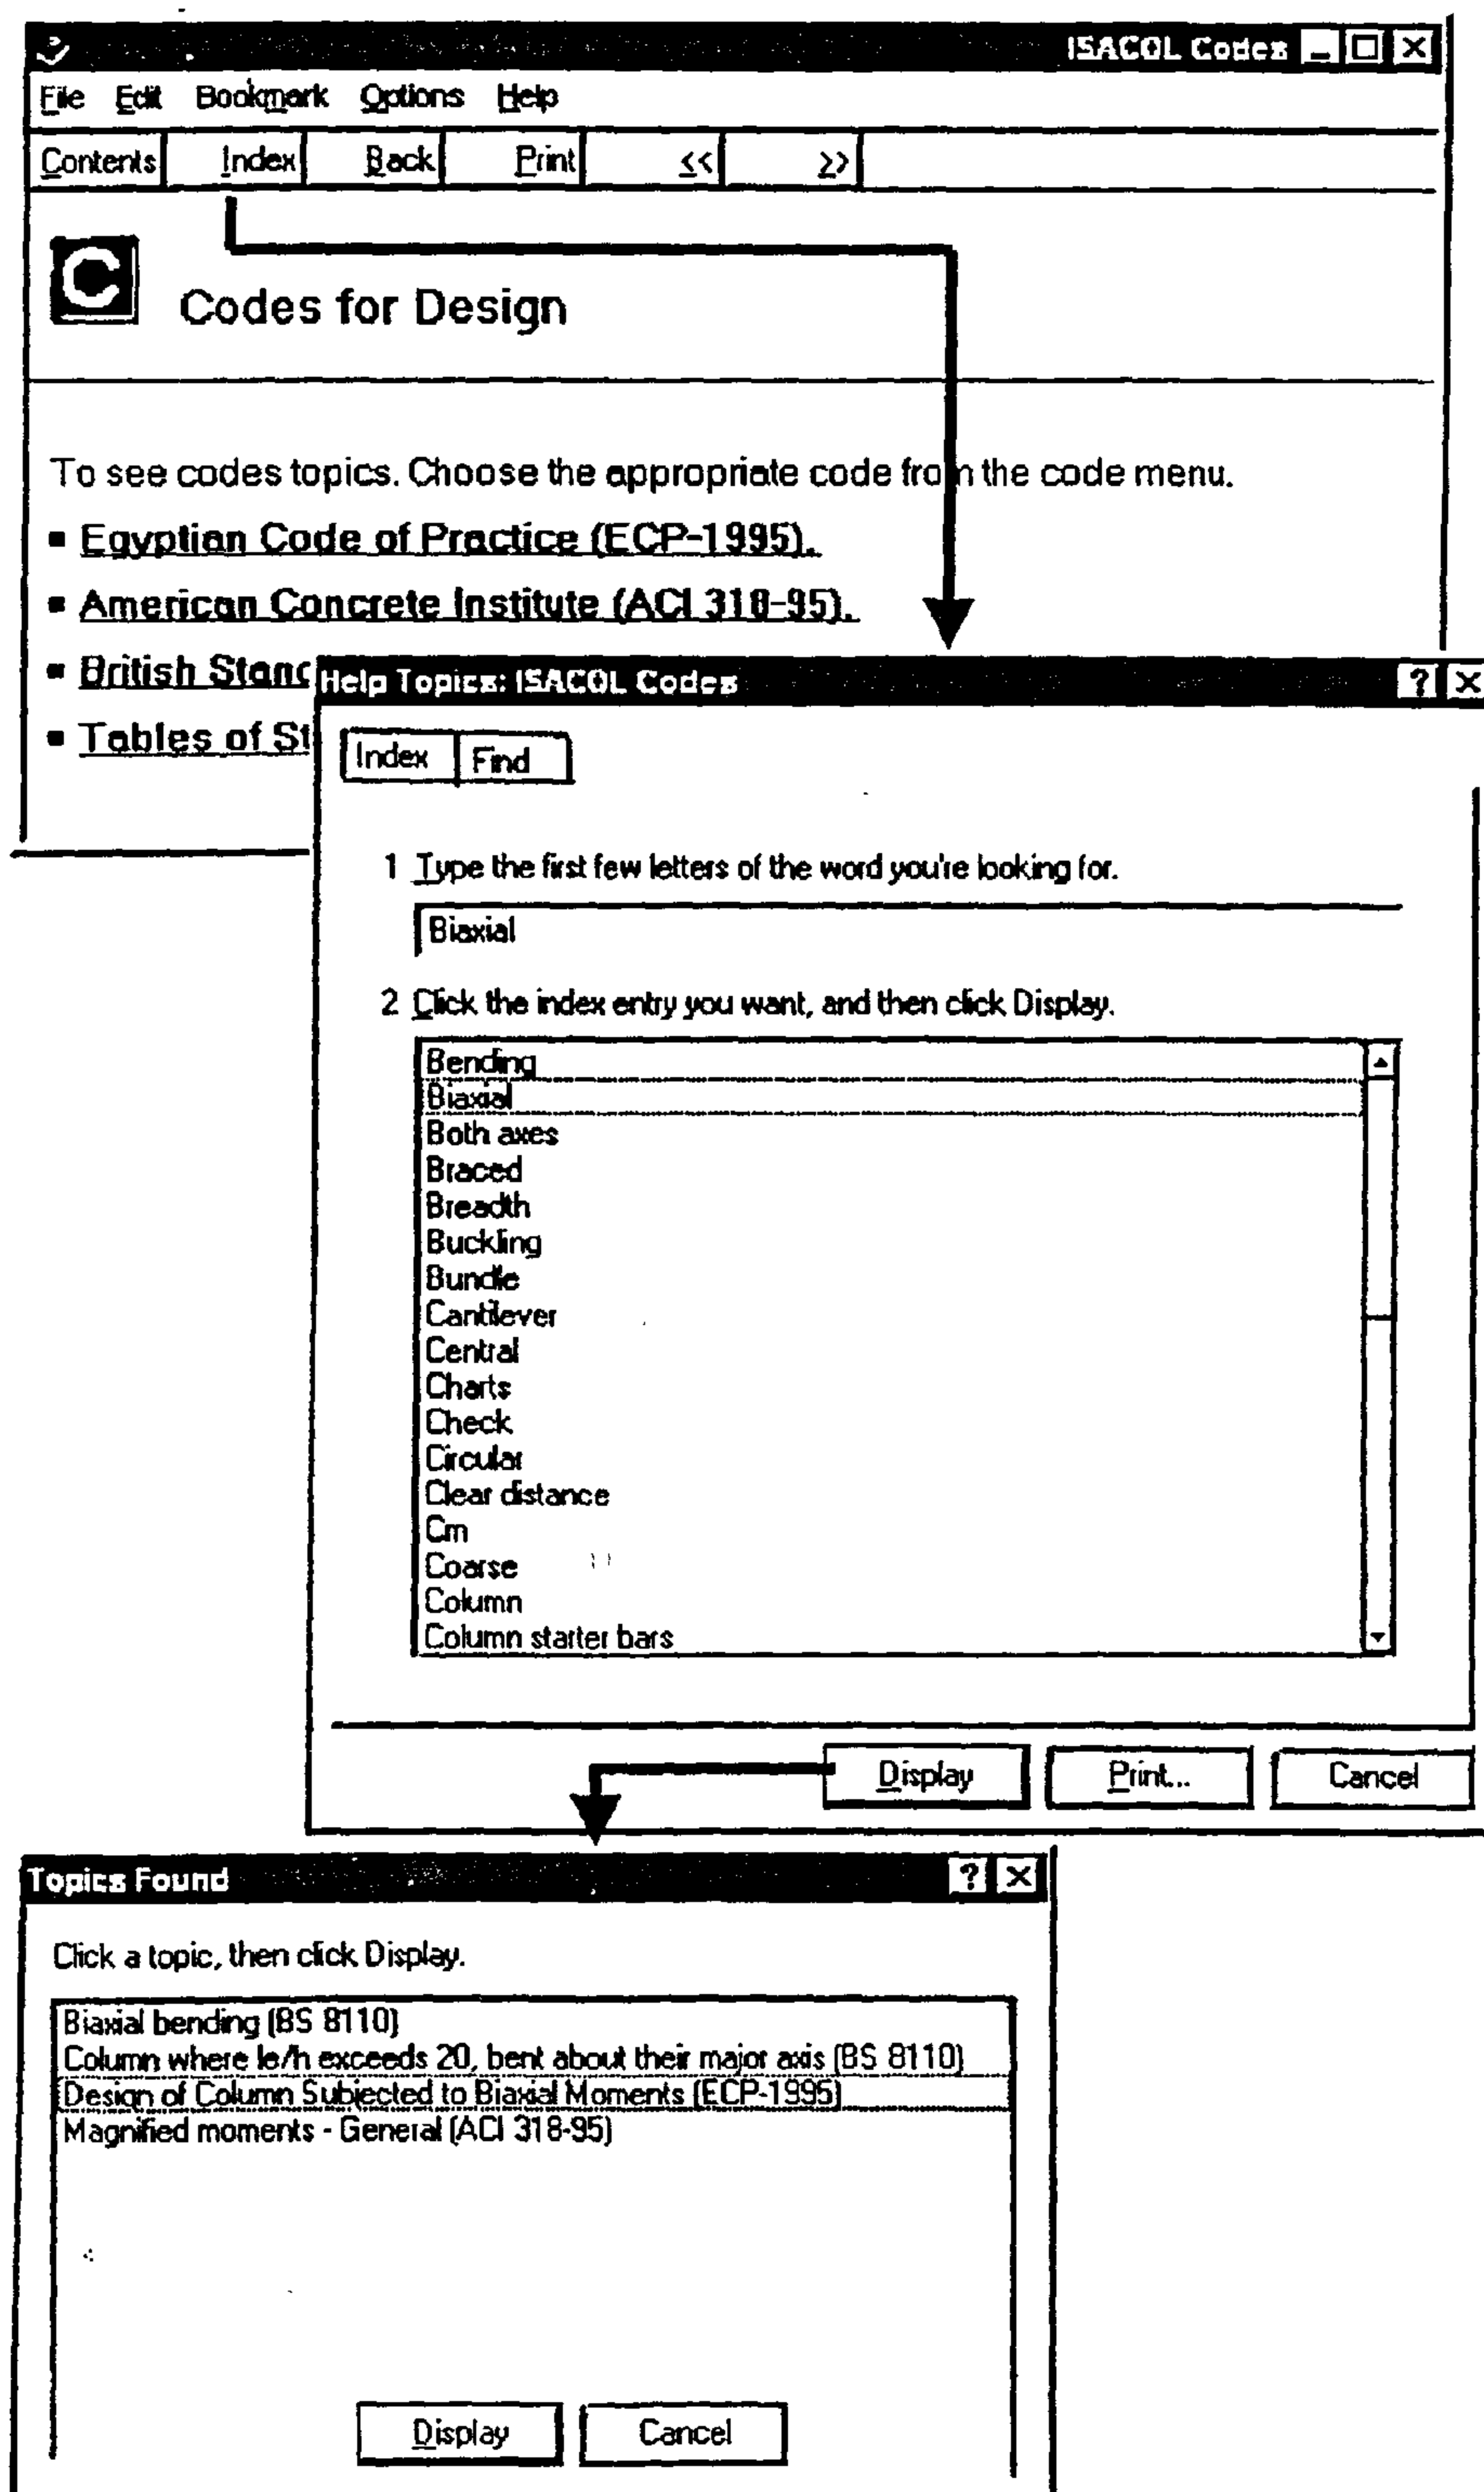 ISACOL Codes
File Edit Bookmark Options Help
Contents Index Back Print << >>
C
Codes for Design
To see codes topics. Choose the appropriate code from the code menu.
▪ Egyptian Code of Practice (ECP-1995).
▪ American Concrete Institute (ACI 318-95).
▪ British Stand
▪ Tables of St
Help Topics: ISACOL Codes
Index Find
1 Type the first few letters of the word you're looking for.
Biaxial
2 Click the index entry you want, and then click Display.
Bending
Biaxial
Both axes
Braced
Breadth
Buckling
Bundle
Cantilever
Central
Charts
Check
Circular
Clear distance
Cm
Coarse
Column
Column starter bars
Display Print... Cancel
Topics Found
Click a topic, then click Display.
Biaxial bending (BS 8110)
Column where le/h exceeds 20, bent about their major axis (BS 8110)
Design of Column Subjected to Biaxial Moments (ECP-1995)
Magnified moments - General (ACI 318-95)
Display Cancel